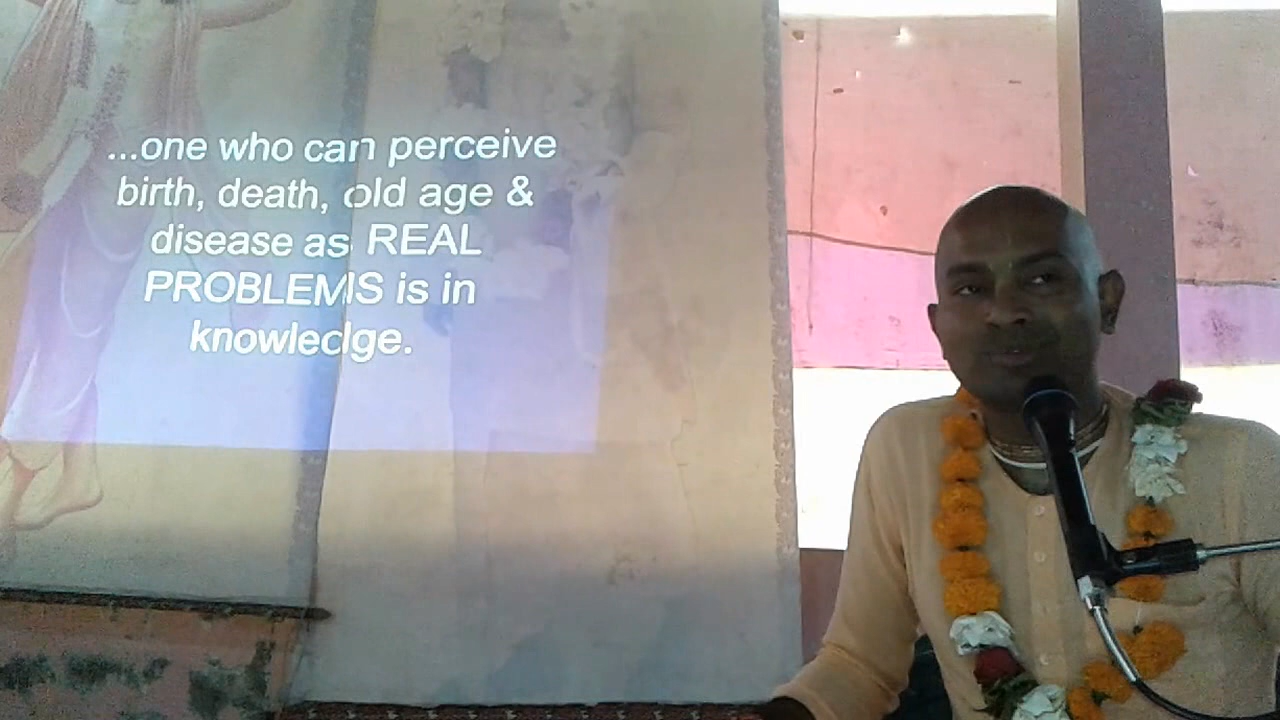 ...one who can perceive
birth, death, old age &
disease as REAL
PROBLEMS is in
knowledge.